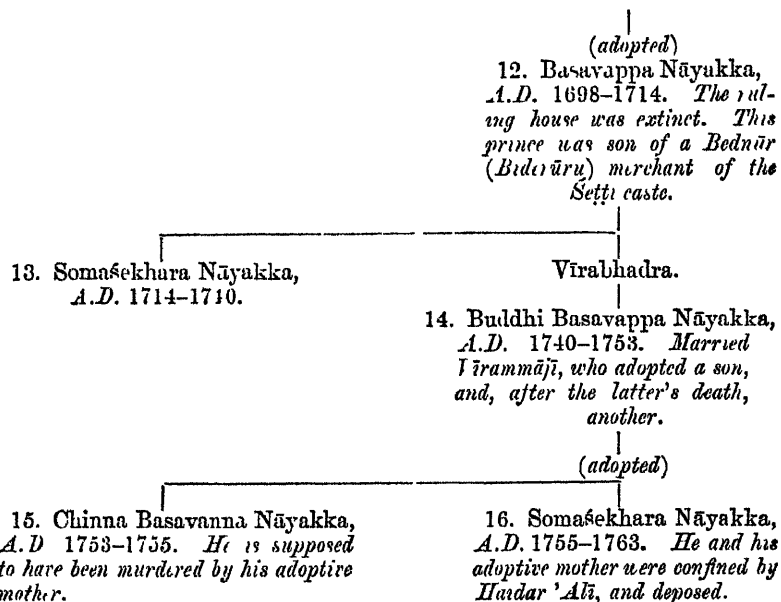 (adopted)
12. Basavappa Nāyakka,
A.D. 1698–1714. The rul-
ing house was extinct. This
prince was son of a Bednūr
(Bidarūru) merchant of the
Śeṭṭi caste.
13. Somaśekhara Nāyakka,
A.D. 1714–1740.
Vīrabhadra.
14. Buddhi Basavappa Nāyakka,
A.D. 1740–1753. Married
Vīrammājī, who adopted a son,
and, after the latter's death,
another.
(adopted)
15. Chinna Basavanna Nāyakka,
A.D 1753–1755. He is supposed
to have been murdered by his adoptive
mother.
16. Somaśekhara Nāyakka,
A.D. 1755–1763. He and his
adoptive mother were confined by
Haidar 'Alī, and deposed.